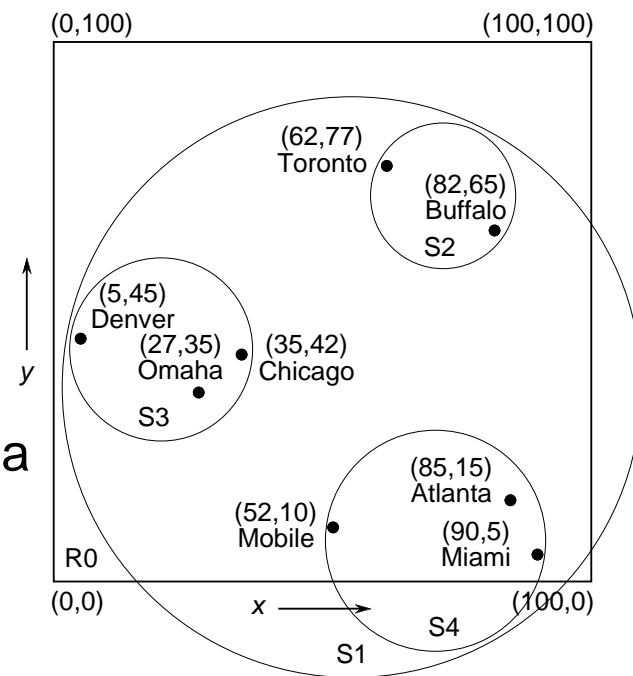 (0,100)
(100,100)
(62,77)
Toronto
(82,65)
Buffalo
S2
(5,45)
Denver
(27,35)
Omaha
(35,42)
Chicago
S3
y
a
(85,15)
Atlanta
(52,10)
Mobile
(90,5)
Miami
R0
(0,0)
x
(100,0)
S4
S1